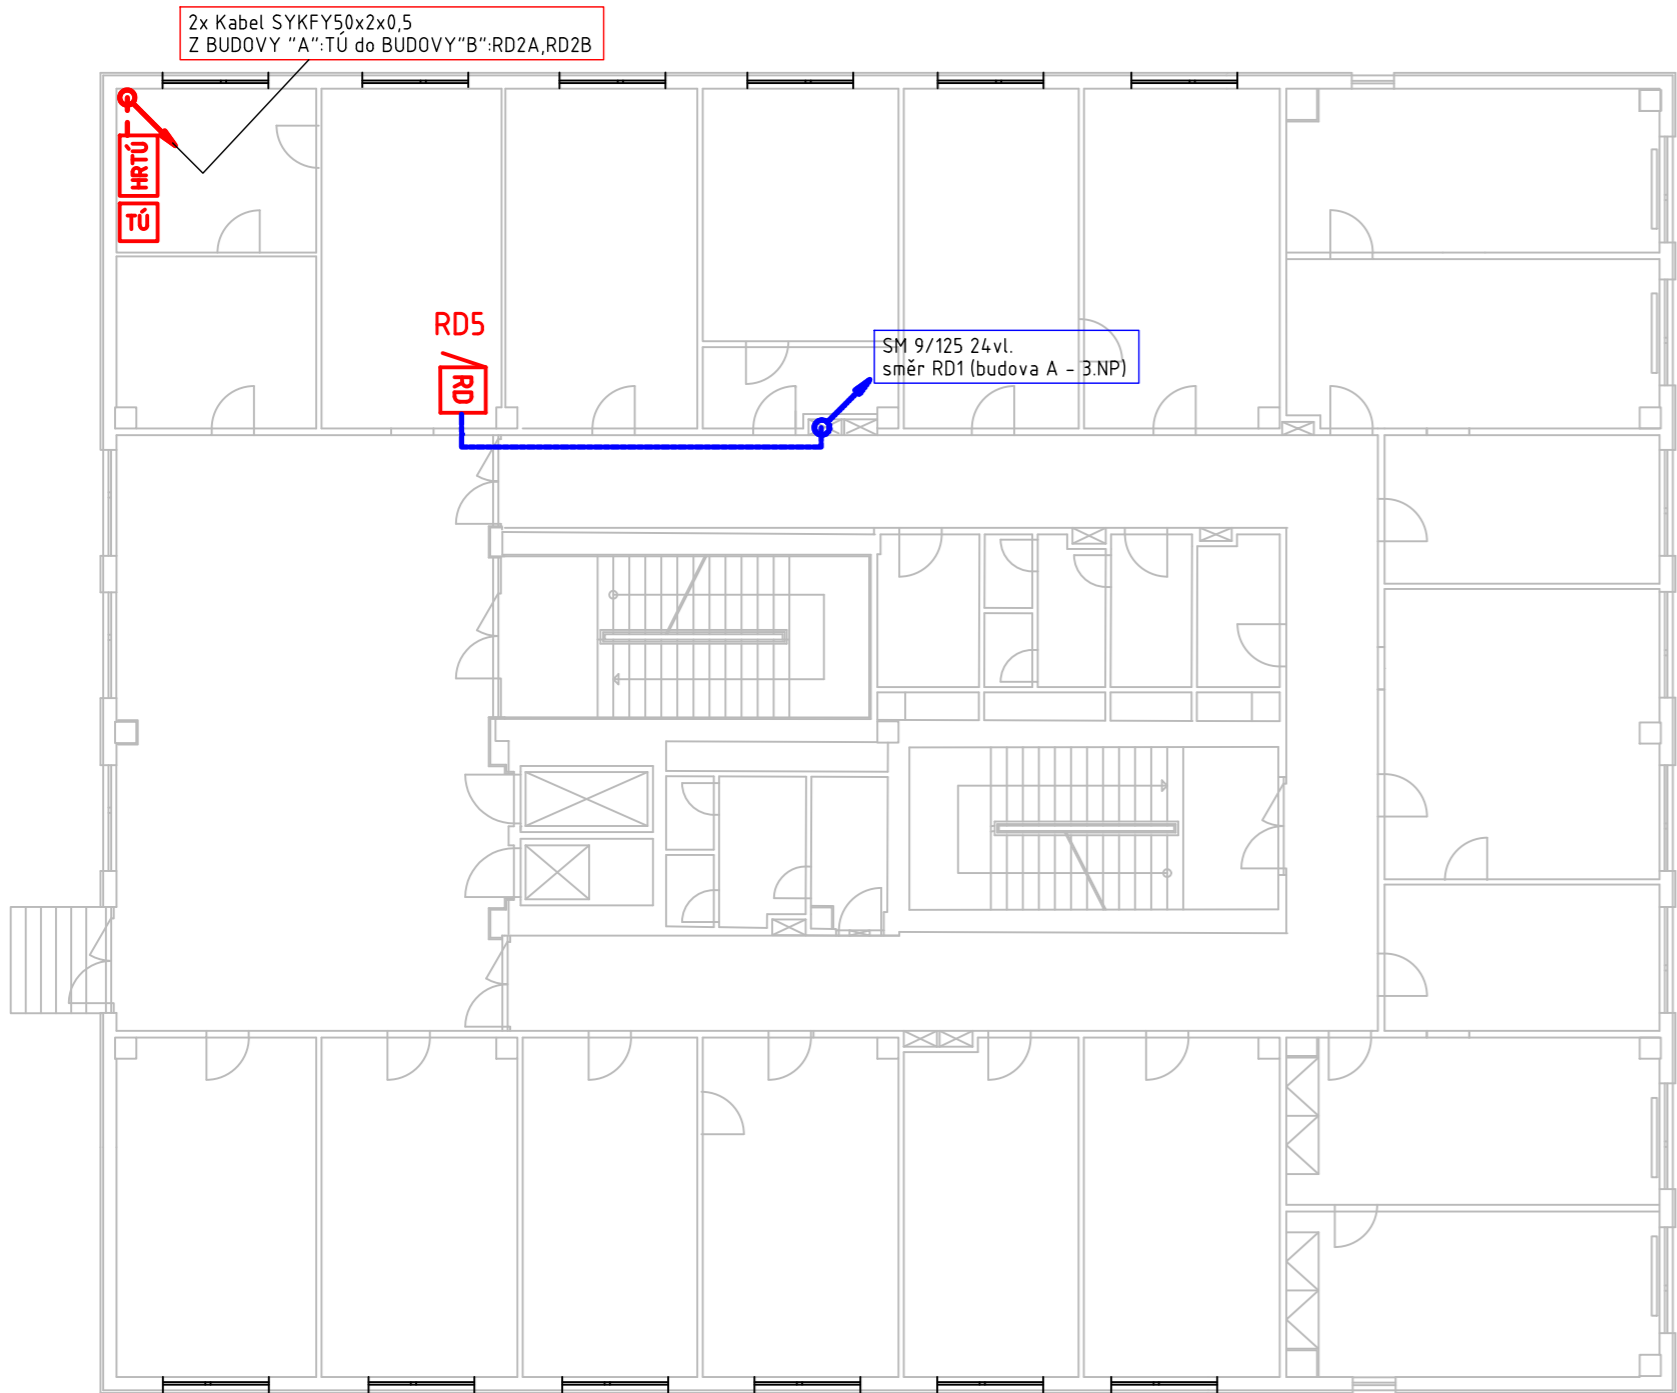 2x Kabel SYKFY50x2x0,5
Z BUDOVY "A":TÚ do BUDOVY"B":RD2A,RD2B
HRTÚ
TÚ
RD5
RD
SM 9/125 24vl.
směr RD1 (budova A - 3.NP)